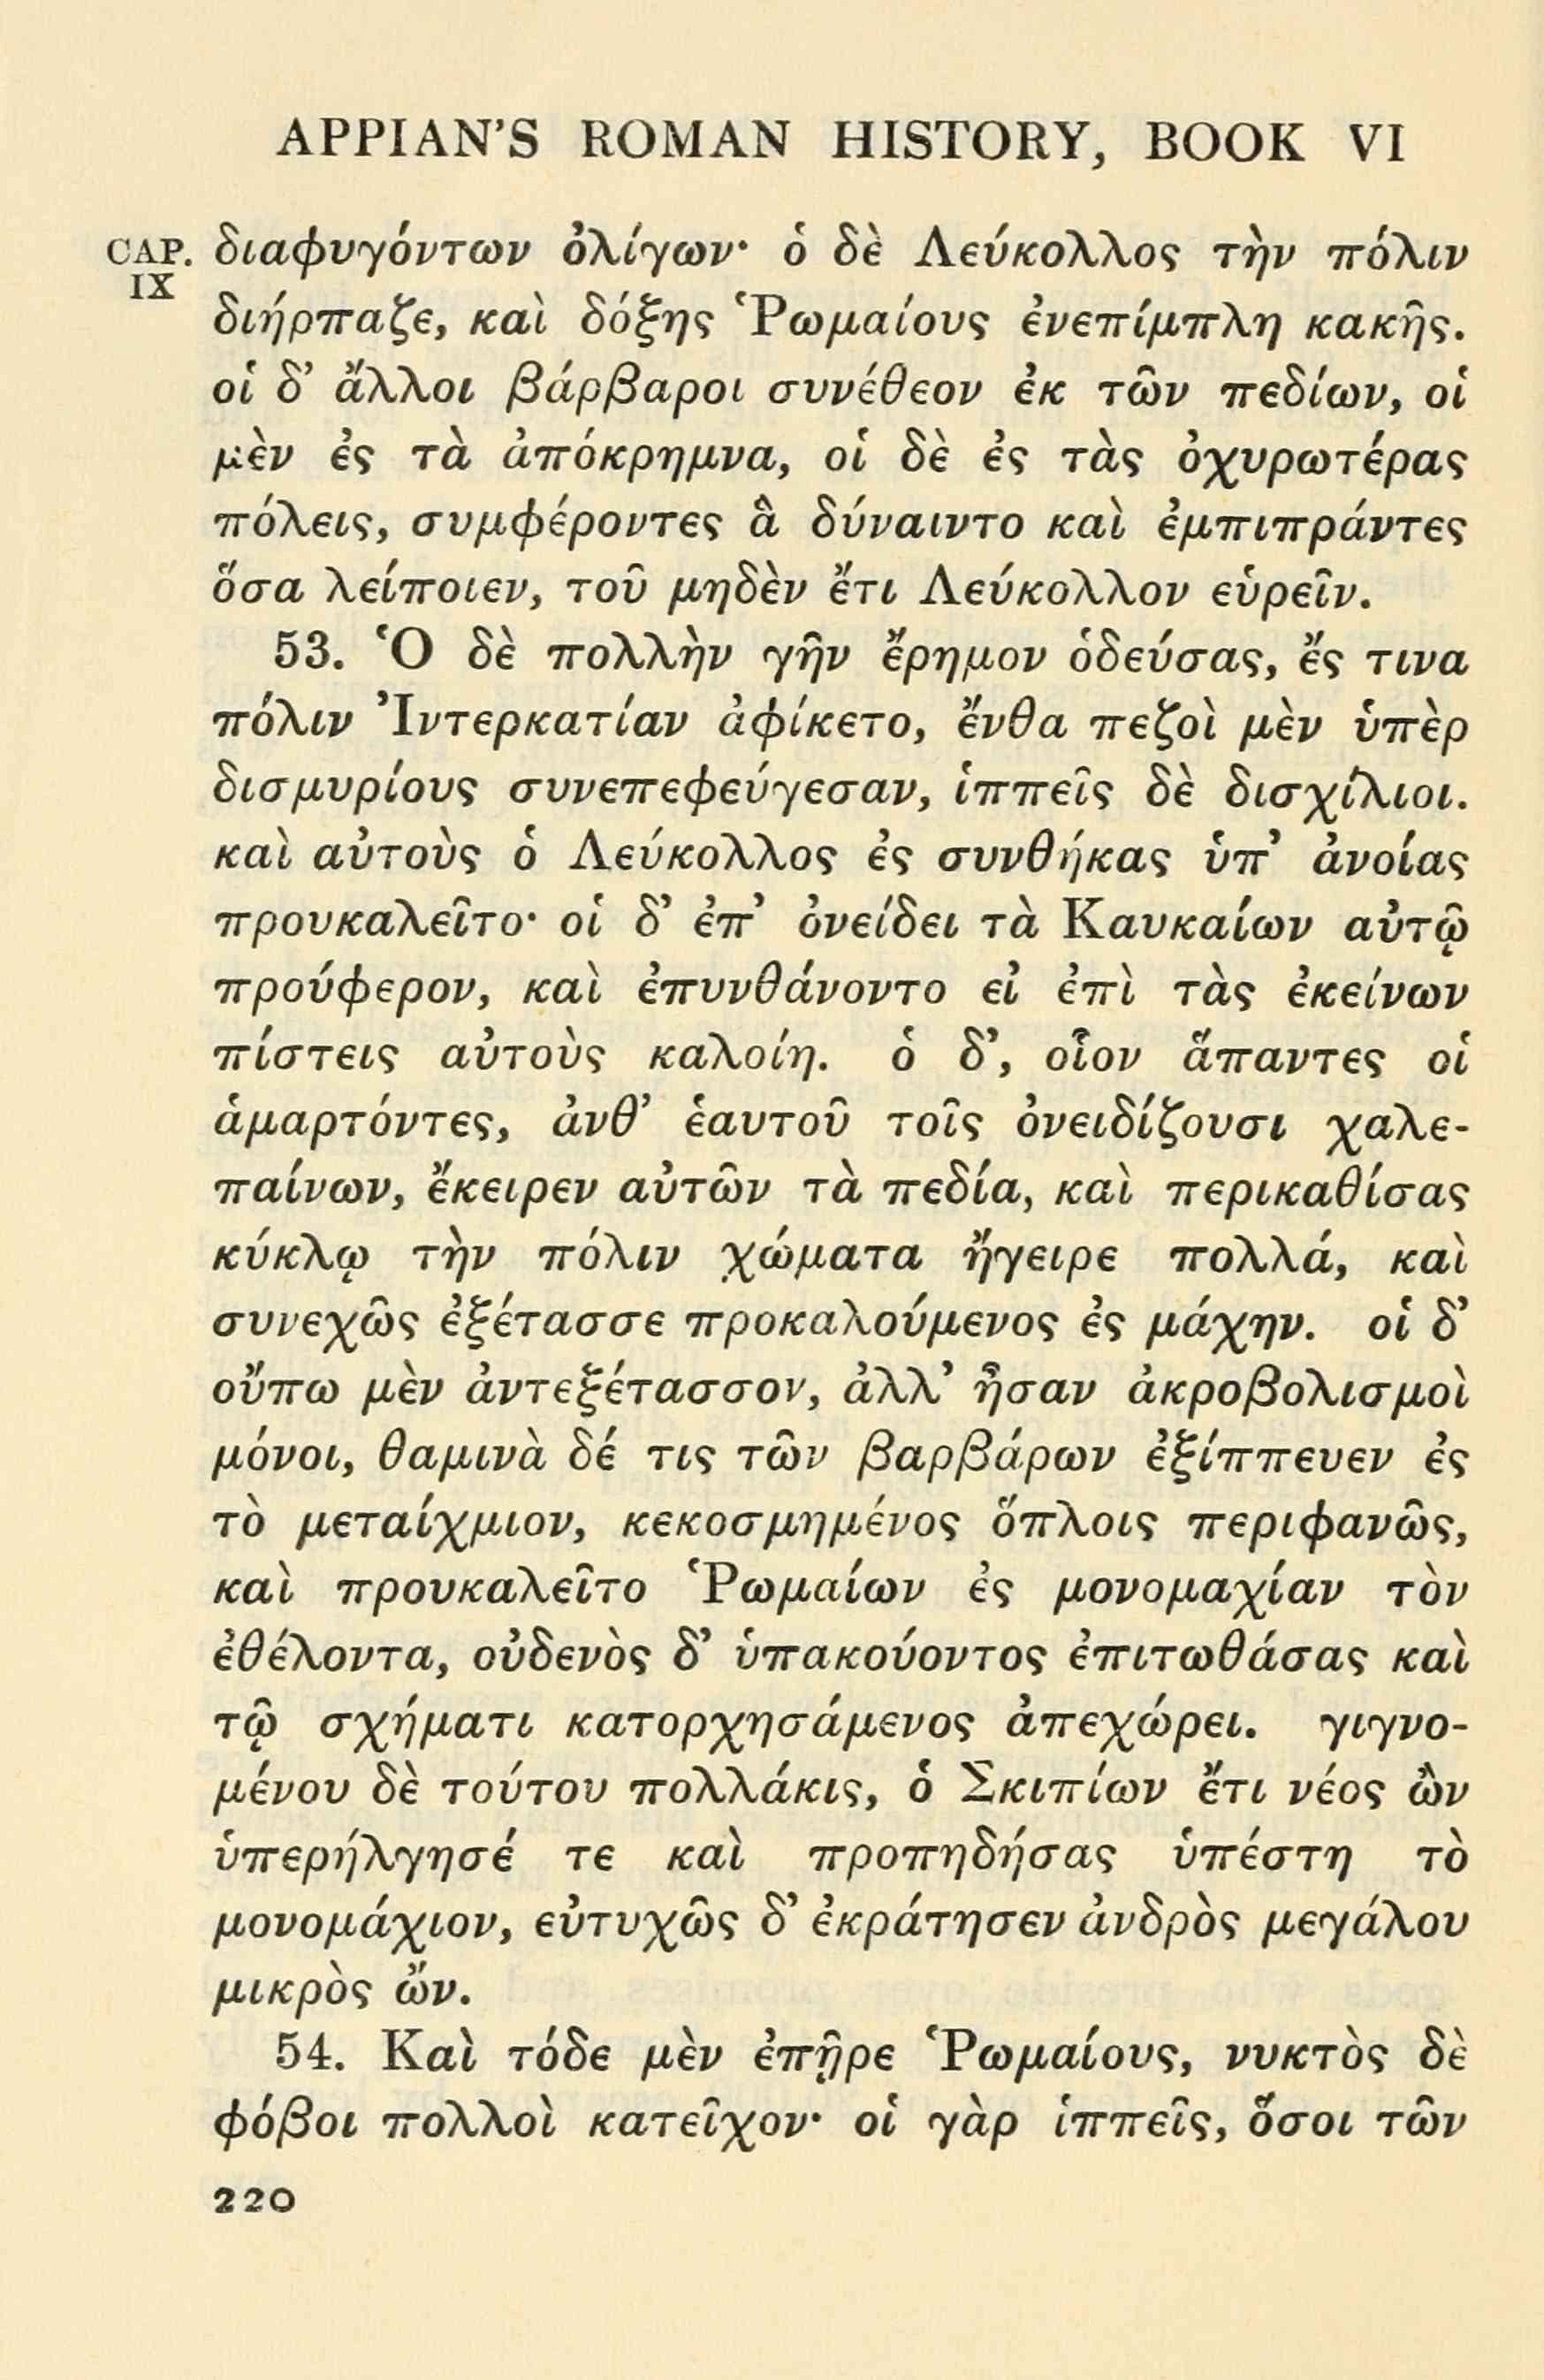 APPIAN'S ROMAN HISTORY, BOOK VI
CAP. IX
διαφυγόντων ὀλίγων· ὁ δὲ Λεύκολλος τὴν πόλιν
διήρπαζε, καὶ δόξης Ῥωμαίους ἐνεπίμπλη κακῆς.
οἱ δ' ἄλλοι βάρβαροι συνέθεον ἐκ τῶν πεδίων, οἱ
μὲν ἐς τὰ ἀπόκρημνα, οἱ δὲ ἐς τὰς ὀχυρωτέρας
πόλεις, συμφέροντες ἃ δύναιντο καὶ ἐμπιπράντες
ὅσα λείποιεν, τοῦ μηδὲν ἔτι Λεύκολλον εὑρεῖν.
53. Ὁ δὲ πολλὴν γῆν ἔρημον ὁδεύσας, ἔς τινα
πόλιν Ἰντερκατίαν ἀφίκετο, ἔνθα πεζοὶ μὲν ὑπὲρ
δισμυρίους συνεπεφεύγεσαν, ἱππεῖς δὲ δισχίλιοι.
καὶ αὐτοὺς ὁ Λεύκολλος ἐς συνθήκας ὑπ' ἀνοίας
προυκαλεῖτο· οἱ δ' ἐπ' ὀνείδει τὰ Καυκαίων αὐτῷ
προύφερον, καὶ ἐπυνθάνοντο εἰ ἐπὶ τὰς ἐκείνων
πίστεις αὐτοὺς καλοίη. ὁ δ', οἷον ἅπαντες οἱ
ἁμαρτόντες, ἀνθ' ἑαυτοῦ τοῖς ὀνειδίζουσι χαλε-
παίνων, ἔκειρεν αὐτῶν τὰ πεδία, καὶ περικαθίσας
κύκλῳ τὴν πόλιν χώματα ἤγειρε πολλά, καὶ
συνεχῶς ἐξέτασσε προκαλούμενος ἐς μάχην. οἱ δ'
οὔπω μὲν ἀντεξέτασσον, ἀλλ' ἦσαν ἀκροβολισμοὶ
μόνοι, θαμινὰ δέ τις τῶν βαρβάρων ἐξίππευεν ἐς
τὸ μεταίχμιον, κεκοσμημένος ὅπλοις περιφανῶς,
καὶ προυκαλεῖτο Ῥωμαίων ἐς μονομαχίαν τὸν
ἐθέλοντα, οὐδενὸς δ' ὑπακούοντος ἐπιτωθάσας καὶ
τῷ σχήματι κατορχησάμενος ἀπεχώρει. γιγνο-
μένου δὲ τούτου πολλάκις, ὁ Σκιπίων ἔτι νέος ὢν
ὑπερήλγησέ τε καὶ προπηδήσας ὑπέστη τὸ
μονομάχιον, εὐτυχῶς δ' ἐκράτησεν ἀνδρὸς μεγάλου
μικρὸς ὤν.
54. Καὶ τόδε μὲν ἐπῇρε Ῥωμαίους, νυκτὸς δὲ
φόβοι πολλοὶ κατεῖχον· οἱ γὰρ ἱππεῖς, ὅσοι τῶν
220